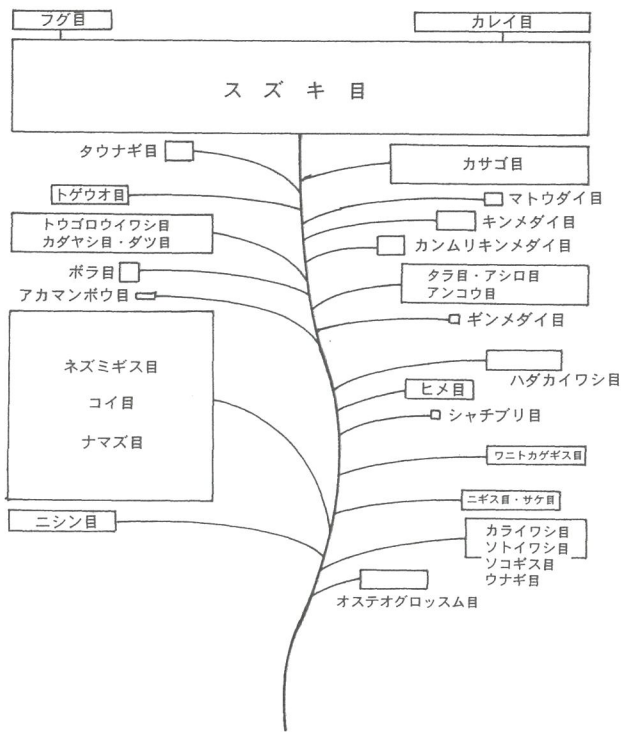 フグ目
カレイ目
スズキ目
タウナギ目
カサゴ目
トゲウオ目
マトウダイ目
トウゴロウイワシ目
カダヤシ目・ダツ目
キンメダイ目
カンムリキンメダイ目
ボラ目
タラ目・アシロ目
アンコウ目
アカマンボウ目
ギンメダイ目
ネズミギス目
コイ目
ナマズ目
ハダカイワシ目
ヒメ目
シャチブリ目
ワニトカゲギス目
ニギス目・サケ目
ニシン目
カライワシ目
ソトイワシ目
ソコギス目
ウナギ目
オステオグロッスム目